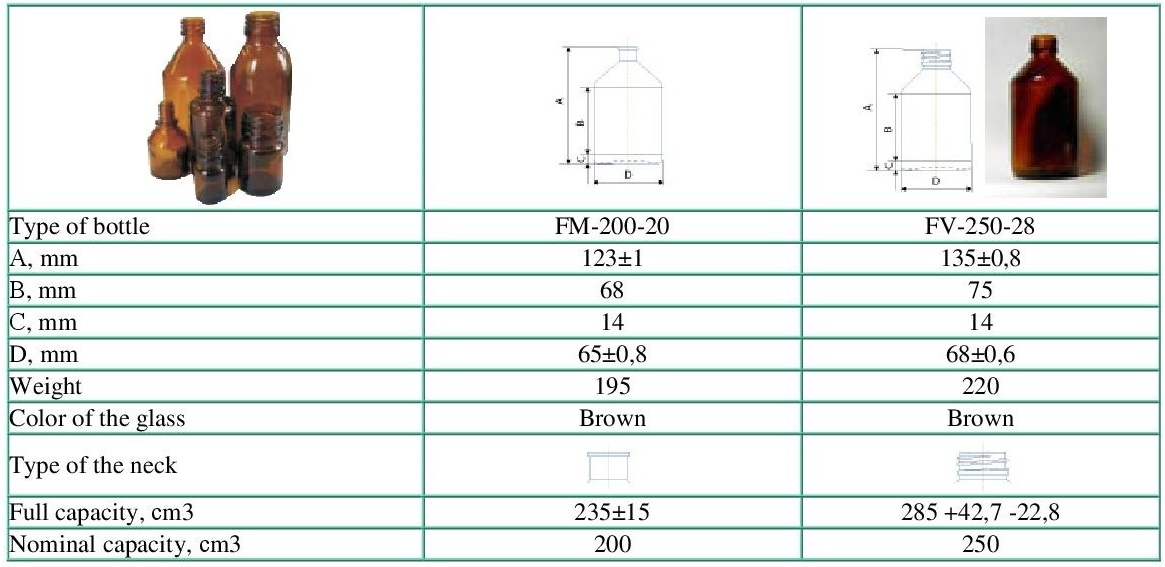 A
B
C
D
A
B
C
D
Type of bottle FM-200-20 FV-250-28
A, mm 123±1 135±0,8
B, mm 68 75
C, mm 14 14
D, mm 65±0,8 68±0,6
Weight 195 220
Color of the glass Brown Brown
Type of the neck
Full capacity, cm3 235±15 285 +42,7 -22,8
Nominal capacity, cm3 200 250